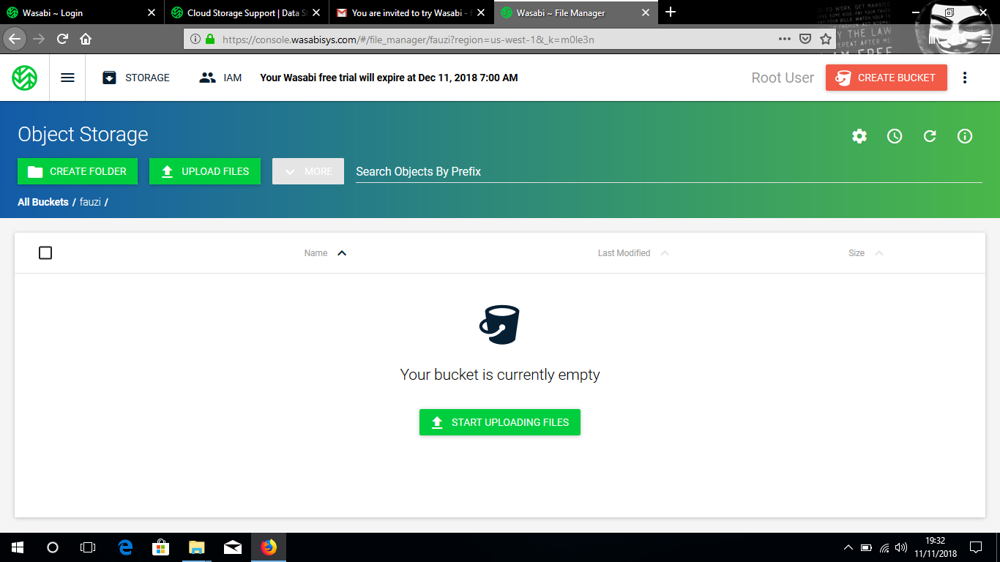 Wasabi ~ Login
Cloud Storage Support | Data S
You are invited to try Wasabi -
Wasabi ~ File Manager
https://console.wasabisys.com/#/file_manager/fauzi?region=us-west-1&_k=m0le3n
STORAGE
IAM
Your Wasabi free trial will expire at Dec 11, 2018 7:00 AM
Root User
CREATE BUCKET
Object Storage
CREATE FOLDER
UPLOAD FILES
MORE
Search Objects By Prefix
All Buckets / fauzi /
Name
Last Modified
Size
Your bucket is currently empty
START UPLOADING FILES
19:32
11/11/2018